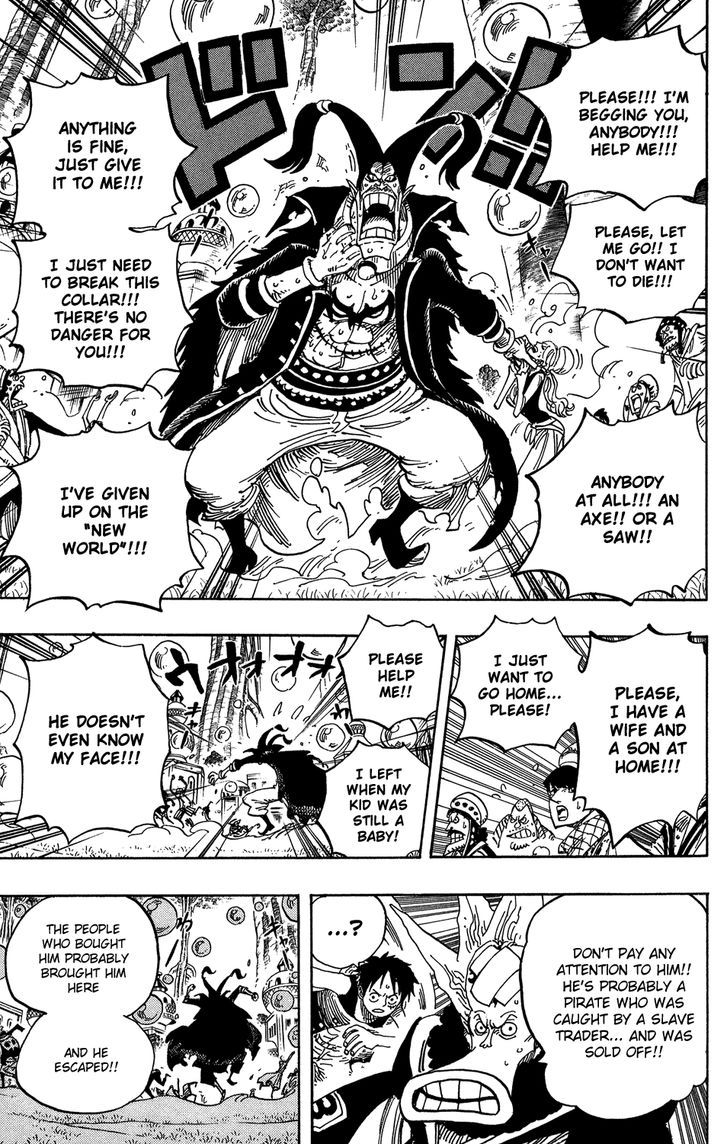 PLEASE!!! I'M
BEGGING YOU,
ANYBODY!!!
HELP ME!!!
ドーン
ANYTHING
IS FINE,
JUST GIVE
IT TO ME!!!
PLEASE, LET
ME GO!! I
DON'T WANT
TO DIE!!!
I JUST NEED
TO BREAK THIS
COLLAR!!!
THERE'S NO
DANGER FOR
YOU!!!
ANYBODY
AT ALL!!! AN
AXE!! OR A
SAW!!
I'VE GIVEN
UP ON THE
"NEW
WORLD"!!!
I JUST
WANT TO
GO HOME...
PLEASE!
PLEASE,
I HAVE A
WIFE AND
A SON AT
HOME!!!
PLEASE
HELP
ME!!
I LEFT
WHEN MY
KID WAS
STILL A
BABY!
ウオオオ
HE DOESN'T
EVEN KNOW
MY FACE!!!
DON'T PAY ANY
ATTENTION TO HIM!!
HE'S PROBABLY A
PIRATE WHO WAS
CAUGHT BY A SLAVE
TRADER... AND WAS
SOLD OFF!!
...?
THE PEOPLE
WHO BOUGHT
HIM PROBABLY
BROUGHT HIM
HERE
AND HE
ESCAPED!!